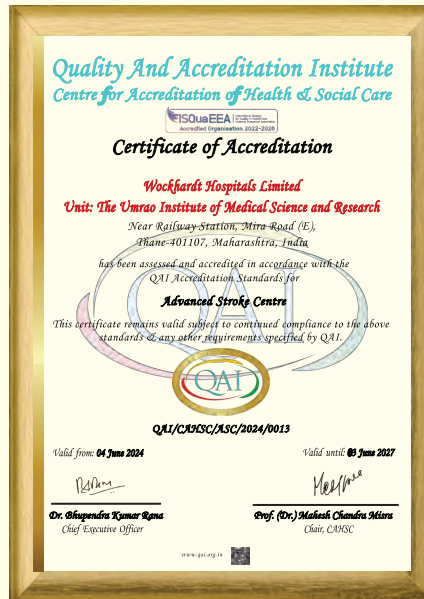 Quality And Accreditation Institute
Centre for Accreditation of Health & Social Care
ISQuaEEA
Accredited Organisation 2022-2026
Certificate of Accreditation
Wockhardt Hospitals Limited
Unit: The Umrao Institute of Medical Science and Research
Near Railway Station, Mira Road (E),
Thane-401107, Maharashtra, India
has been assessed and accredited in accordance with the
QAI Accreditation Standards for
Advanced Stroke Centre
This certificate remains valid subject to continued compliance to the above
standards & any other requirements specified by QAI.
QAI
QAI
QAI/CAHSC/ASC/2024/0013
Valid from: 04 June 2024
Valid until: 03 June 2027
Dr. Bhupendra Kumar Rana
Chief Executive Officer
Prof. (Dr.) Mahesh Chandra Misra
Chair, CAHSC
www.qai.org.in